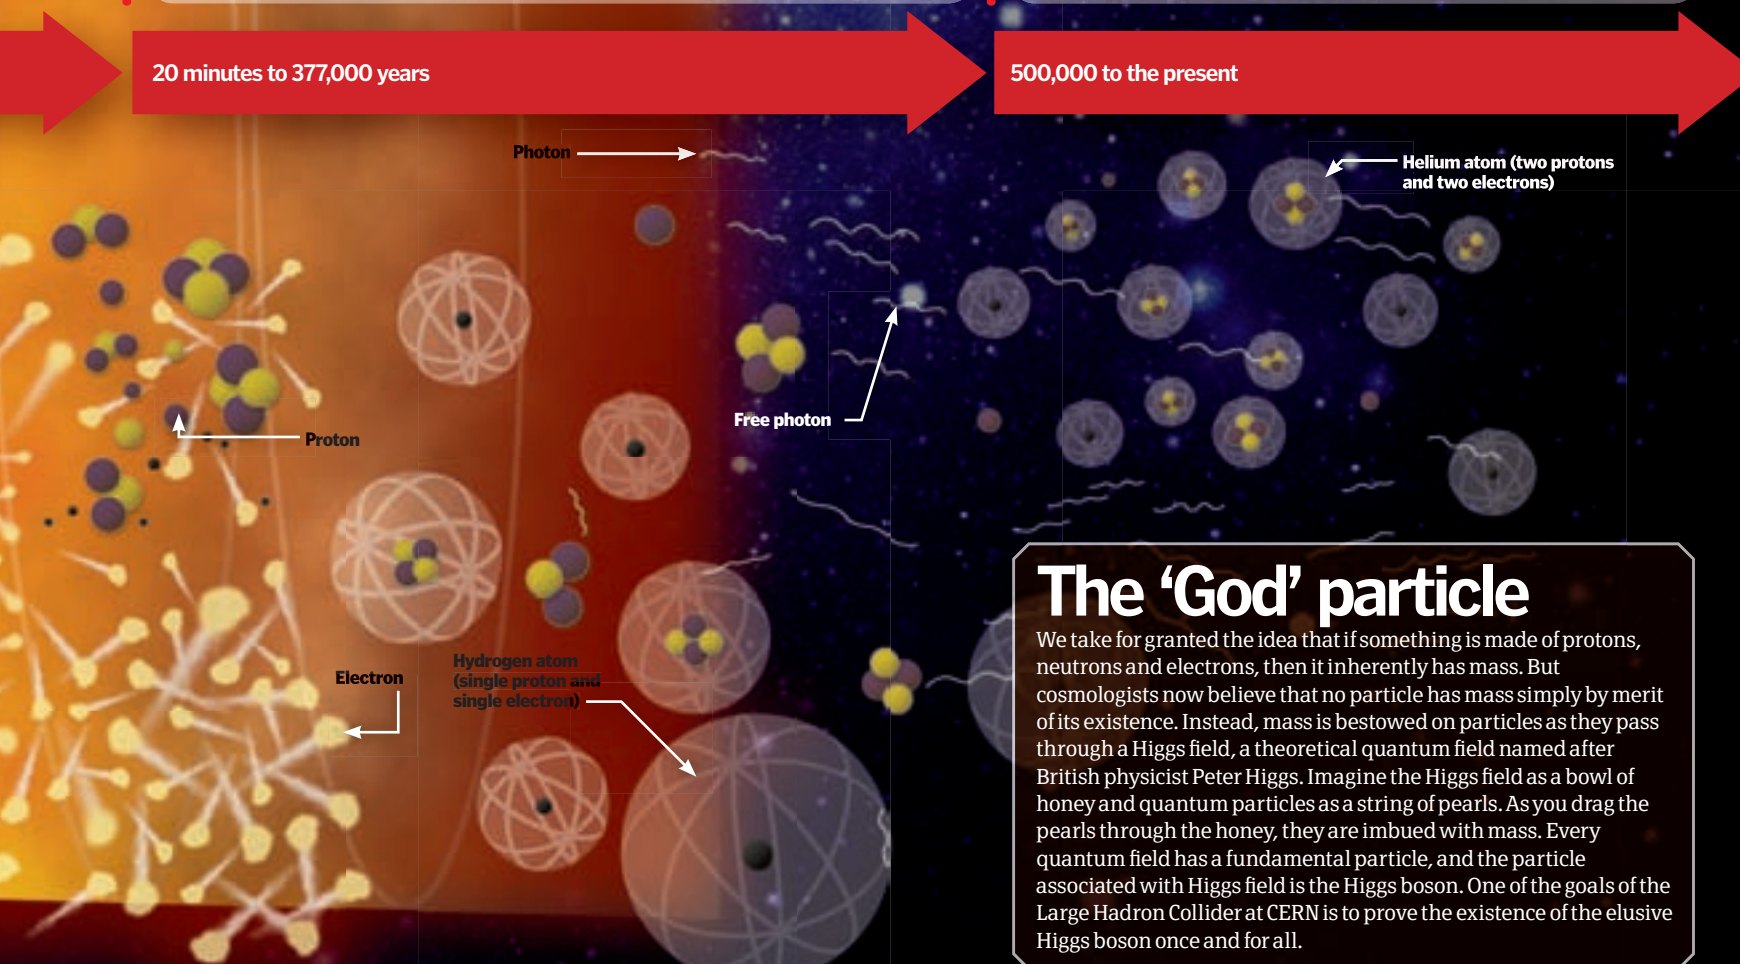 20 minutes to 377,000 years
500,000 to the present
Photon
Helium atom (two protons
and two electrons)
Free photon
Proton
Electron
Hydrogen atom
(single proton and
single electron)
The ‘God’ particle
We take for granted the idea that if something is made of protons,
neutrons and electrons, then it inherently has mass. But
cosmologists now believe that no particle has mass simply by merit
of its existence. Instead, mass is bestowed on particles as they pass
through a Higgs field, a theoretical quantum field named after
British physicist Peter Higgs. Imagine the Higgs field as a bowl of
honey and quantum particles as a string of pearls. As you drag the
pearls through the honey, they are imbued with mass. Every
quantum field has a fundamental particle, and the particle
associated with Higgs field is the Higgs boson. One of the goals of the
Large Hadron Collider at CERN is to prove the existence of the elusive
Higgs boson once and for all.